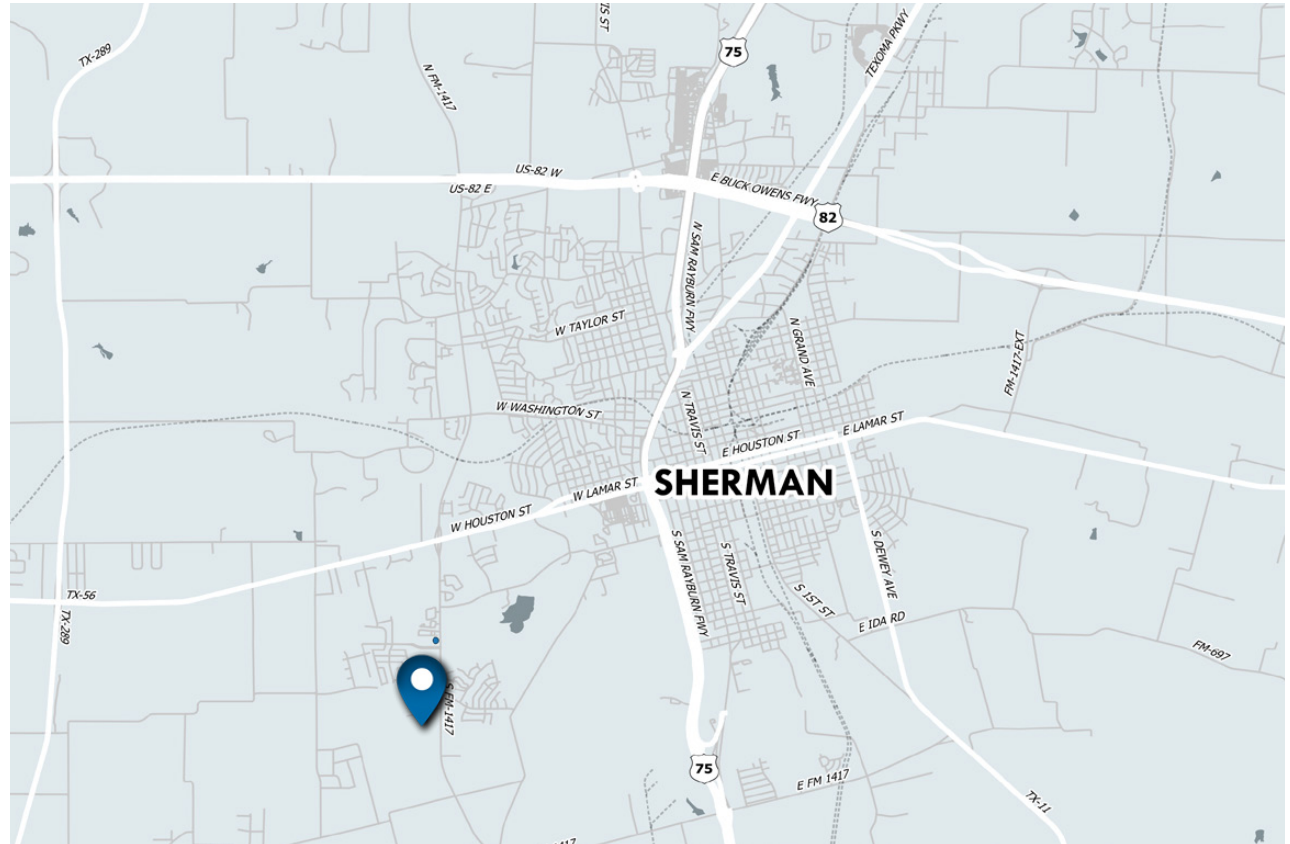 TX-289
N FM-1417
75
TEXOMA PKWY
US-82 W
US-82 E
E BUCK OWENS FWY
82
N SAM RAYBURN FWY
W TAYLOR ST
N GRAND AVE
FM-1417-EXT
W WASHINGTON ST
N TRAVIS ST
E LAMAR ST
E HOUSTON ST
SHERMAN
W LAMAR ST
W HOUSTON ST
S SAM RAYBURN FWY
S TRAVIS ST
S DEWEY AVE
TX-56
TX-289
S 1ST ST
E IDA RD
FM-697
S FM-1417
75
E FM 1417
TX-11